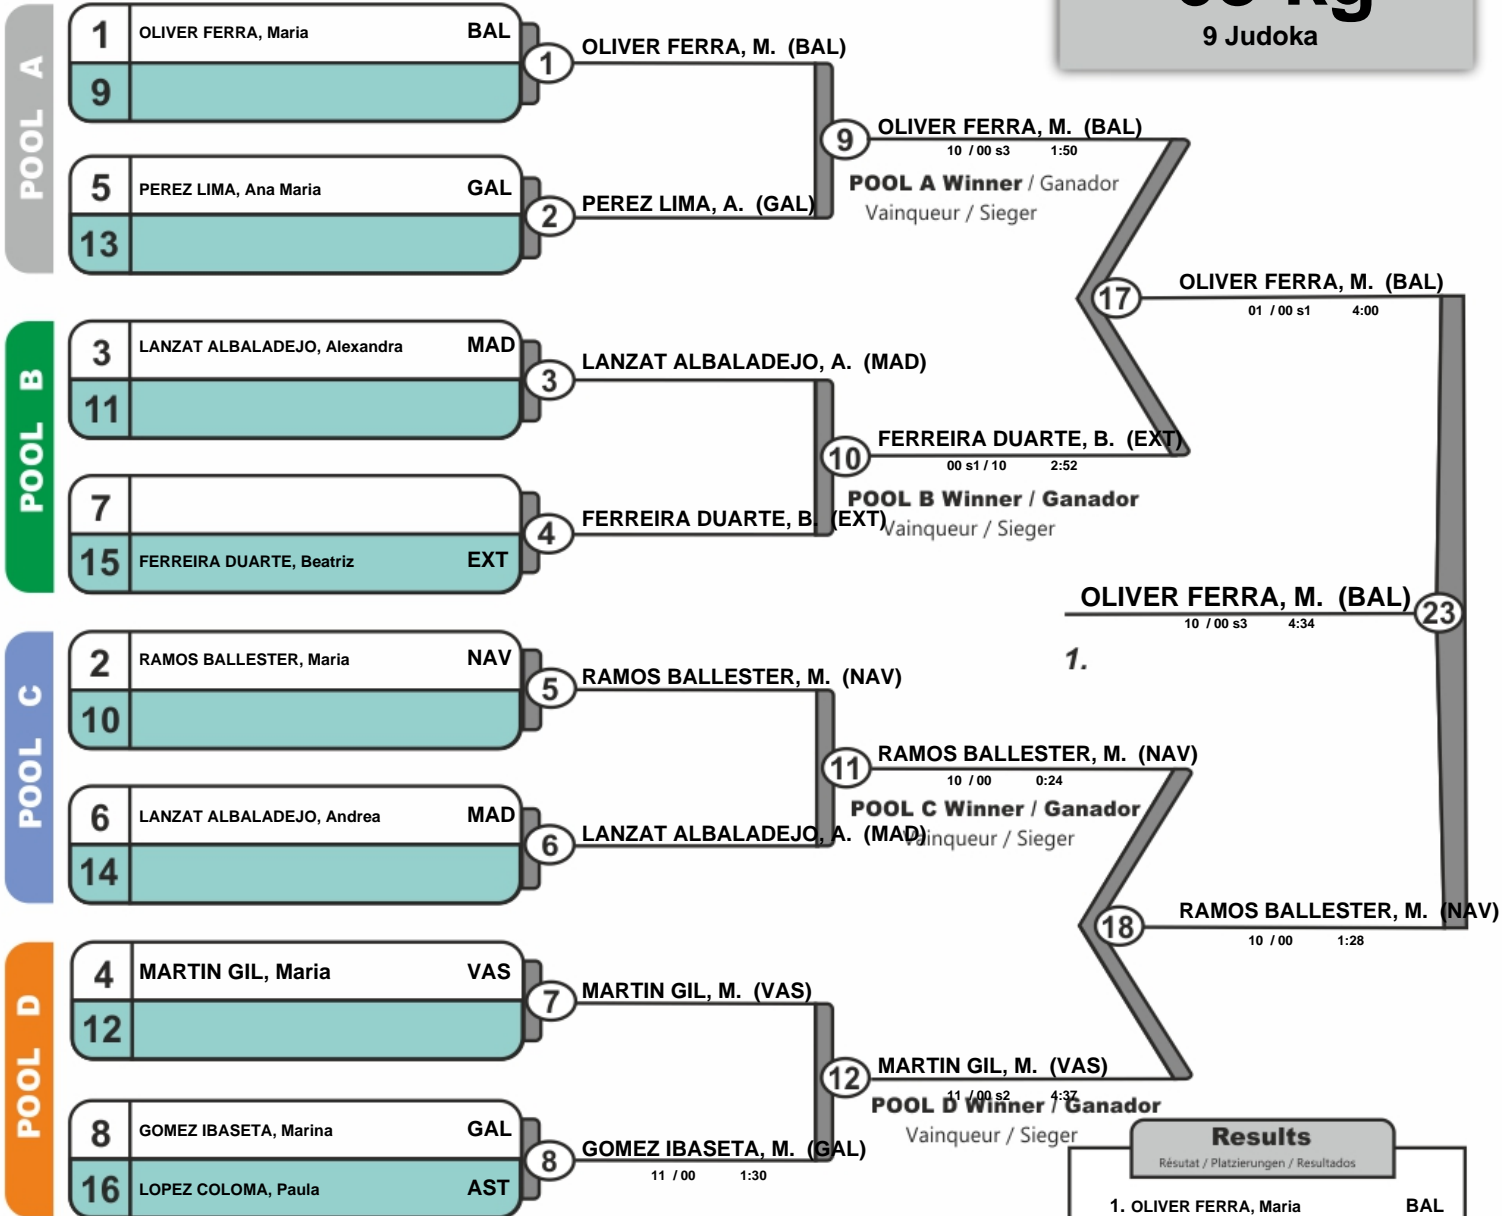 kg
9 Judoka
POOL A
1 OLIVER FERRA, Maria BAL
9
1
OLIVER FERRA, M. (BAL)
5 PEREZ LIMA, Ana Maria GAL
13
2
PEREZ LIMA, A. (GAL)
9
OLIVER FERRA, M. (BAL)
10 / 00 s3 1:50
POOL A Winner / Ganador
Vainqueur / Sieger
POOL B
3 LANZAT ALBALADEJO, Alexandra MAD
11
3
LANZAT ALBALADEJO, A. (MAD)
7
15 FERREIRA DUARTE, Beatriz EXT
4
FERREIRA DUARTE, B. (EXT)
10
FERREIRA DUARTE, B. (EXT)
00 s1 / 10 2:52
POOL B Winner / Ganador
Vainqueur / Sieger
17
OLIVER FERRA, M. (BAL)
01 / 00 s1 4:00
OLIVER FERRA, M. (BAL)
23
10 / 00 s3 4:34
1.
POOL C
2 RAMOS BALLESTER, Maria NAV
10
5
RAMOS BALLESTER, M. (NAV)
6 LANZAT ALBALADEJO, Andrea MAD
14
6
LANZAT ALBALADEJO, A. (MAD)
11
RAMOS BALLESTER, M. (NAV)
10 / 00 0:24
POOL C Winner / Ganador
Vainqueur / Sieger
18
RAMOS BALLESTER, M. (NAV)
10 / 00 1:28
POOL D
4 MARTIN GIL, Maria VAS
12
7
MARTIN GIL, M. (VAS)
8 GOMEZ IBASETA, Marina GAL
16 LOPEZ COLOMA, Paula AST
8
GOMEZ IBASETA, M. (GAL)
11 / 00 1:30
12
MARTIN GIL, M. (VAS)
11 / 00 s2 4:37
POOL D Winner / Ganador
Vainqueur / Sieger
Results
Résutat / Platzierungen / Resultados
1. OLIVER FERRA, Maria BAL